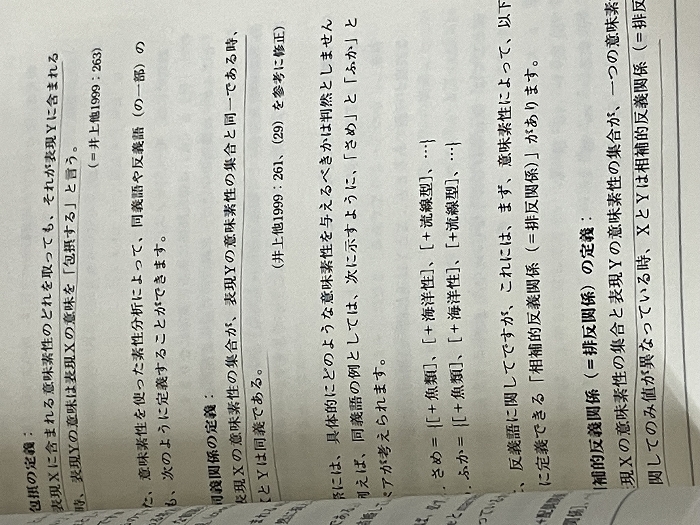 包摂の定義：
表現Xに含まれる意味素性のどれを取っても、それが表現Yに含まれる
時、表現Yの意味は表現Xの意味を「包摂する」と言う。
（＝井上他1999：263）
た、意味素性を使った素性分析によって、同義語や反義語（の一部）の
も、次のように定義することができます。
同義関係の定義：
表現Xの意味素性の集合が、表現Yの意味素性の集合と同一である時、
とYは同義である。
（井上他1999：261、（29）を参考に修正）
には、具体的にどのような意味素性を与えるべきかは判然としません
例えば、同義語の例としては、次に示すように、「さめ」と「ふか」と
ペアが考えられます。
さめ＝{［＋魚類］、［＋海洋性］、［＋流線型］、…}
ふか＝{［＋魚類］、［＋海洋性］、［＋流線型］、…}
、反義語に関してですが、これには、まず、意味素性によって、以下
に定義できる「相補的反義関係（＝排反関係）」があります。
補的反義関係（＝排反関係）の定義：
現Xの意味素性の集合と表現Yの意味素性の集合が、一つの意味素
関してのみ値が異なっている時、XとYは相補的反義関係（＝排反